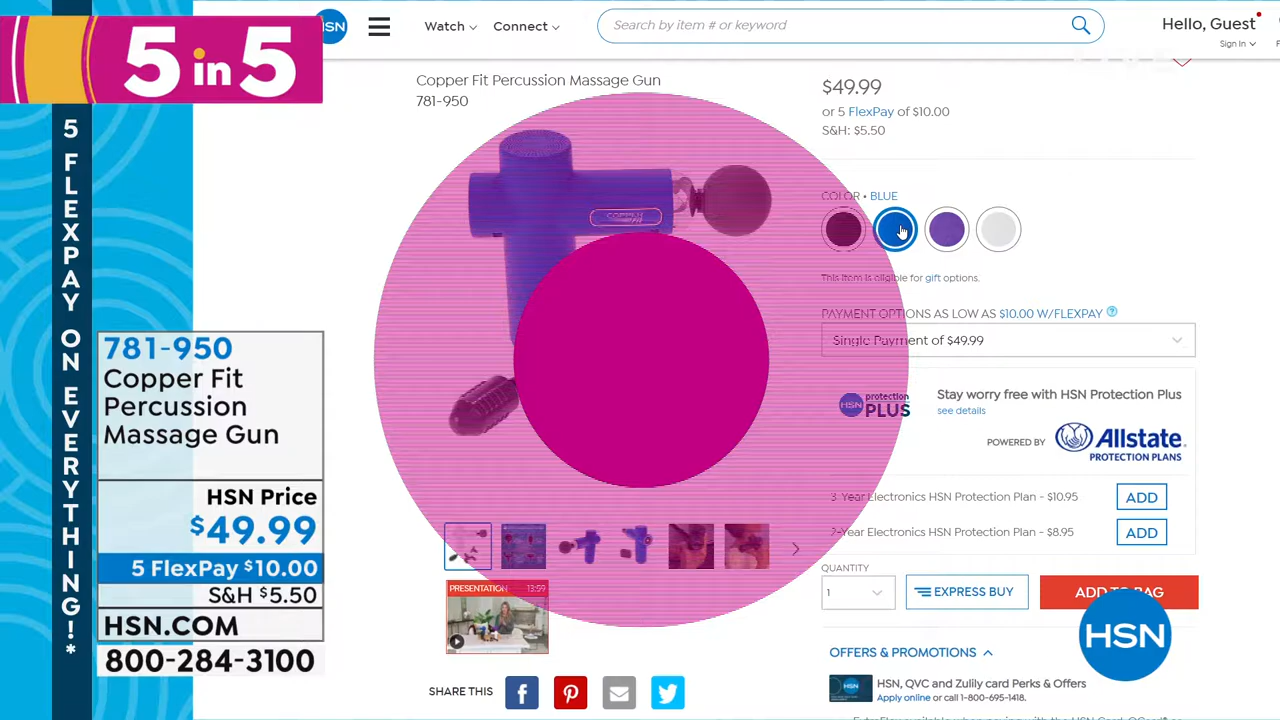 5 in 5
5 FLEXPAY ON EVERYTHING!*
HSN
Watch
Connect
Search by item # or keyword
Hello, Guest
Sign In
Copper Fit Percussion Massage Gun
781-950
$49.99
or 5 FlexPay of $10.00
S&H: $5.50
COLOR • BLUE
This item is eligible for gift options.
PAYMENT OPTIONS AS LOW AS $10.00 W/FLEXPAY
Single Payment of $49.99
HSN protection PLUS
Stay worry free with HSN Protection Plus
see details
POWERED BY Allstate
PROTECTION PLANS
3-Year Electronics HSN Protection Plan - $10.95
ADD
2-Year Electronics HSN Protection Plan - $8.95
ADD
QUANTITY
1
EXPRESS BUY
ADD TO BAG
HSN
OFFERS & PROMOTIONS
HSN, QVC and Zulily card Perks & Offers
Apply online or call 1-800-695-1418.
PRESENTATION 13:59
SHARE THIS
781-950
Copper Fit
Percussion
Massage Gun
HSN Price
$49.99
5 FlexPay $10.00
S&H $5.50
HSN.COM
800-284-3100